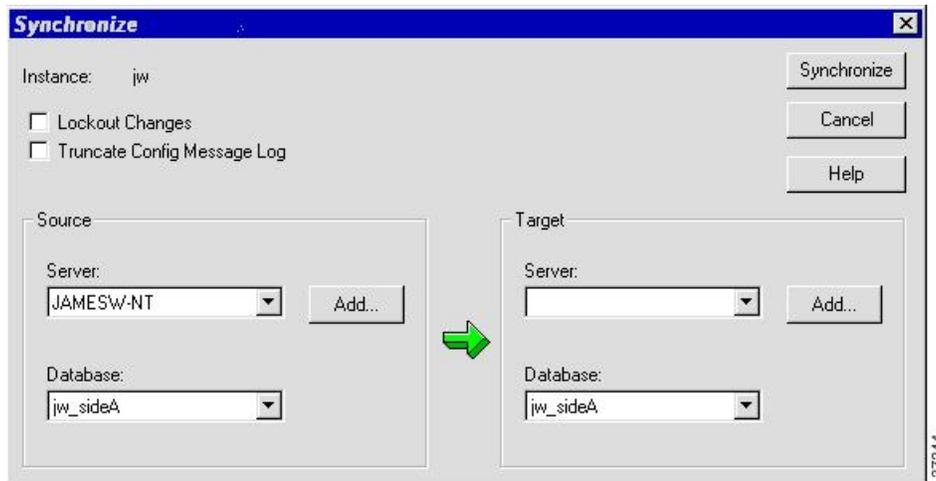 Synchronize
Instance: jw
Synchronize
Lockout Changes
Cancel
Truncate Config Message Log
Help
Source
Target
Server:
Server:
JAMESW-NT
Add...
Add...
Database:
Database:
jw_sideA
jw_sideA